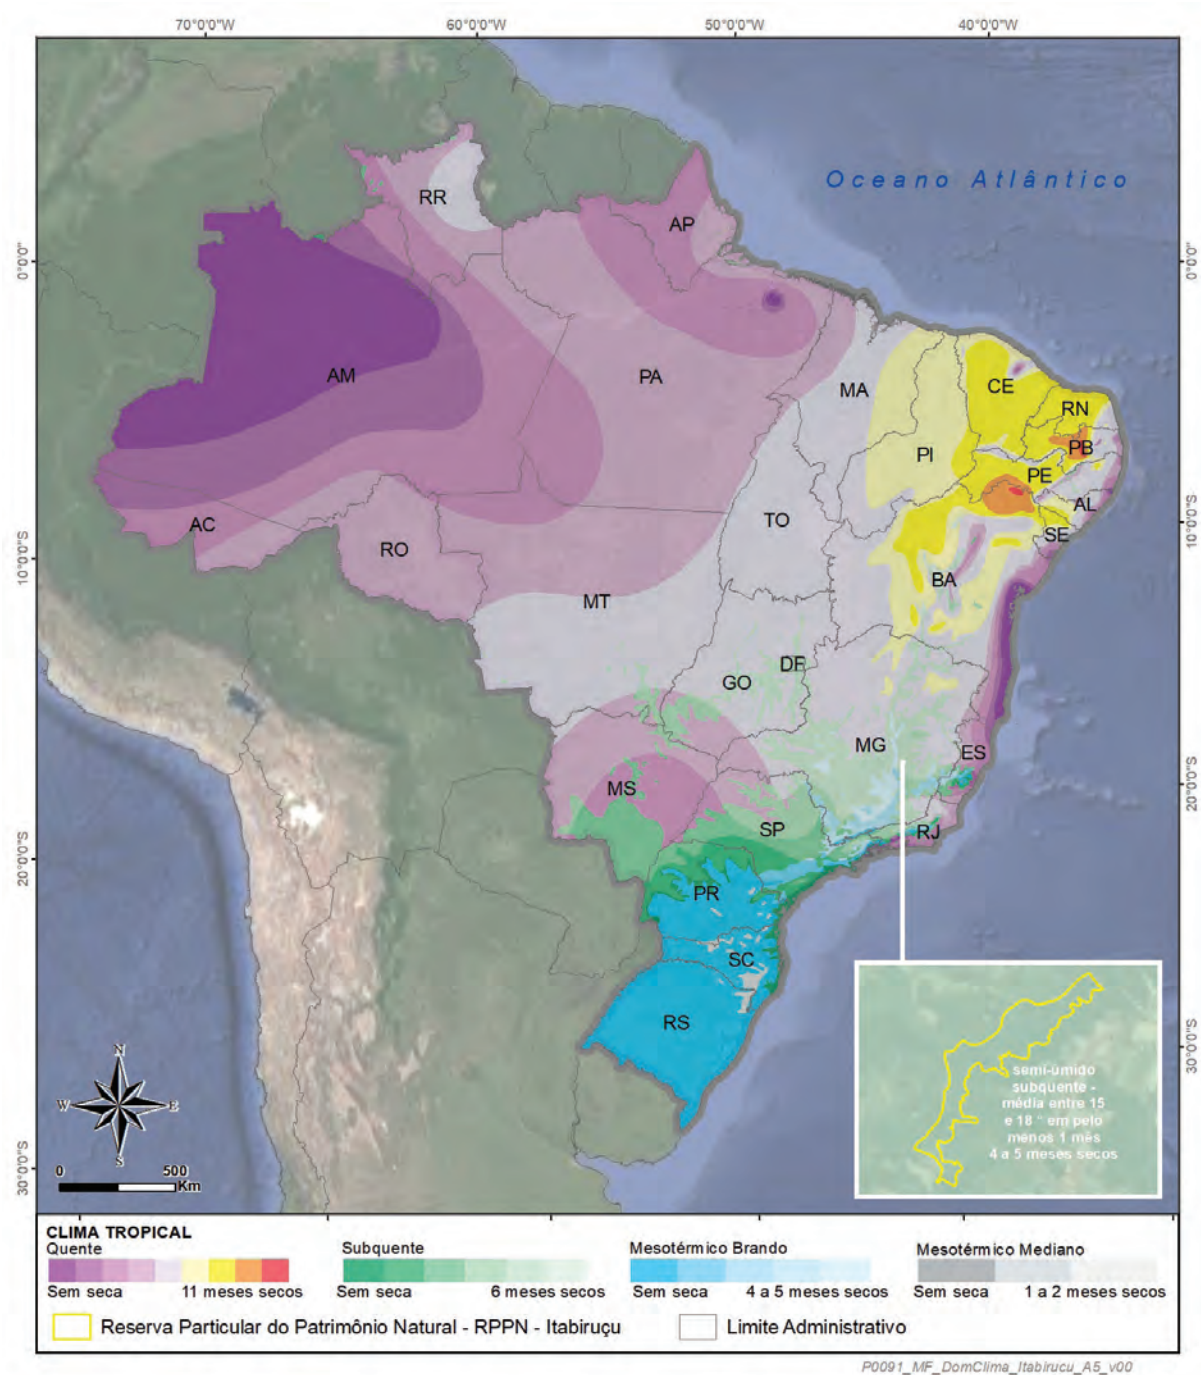 70°0'0"W
60°0'0"W
50°0'0"W
40°0'0"W
Oceano Atlântico
RR
AP
0°0'0"
0°0'0"
AM
PA
MA
CE
RN
PB
PI
PE
AL
SE
AC
RO
TO
BA
10°0'0"S
10°0'0"S
MT
DF
GO
MG
ES
MS
SP
RJ
20°0'0"S
20°0'0"S
PR
SC
RS
30°0'0"S
30°0'0"S
semi-úmido
subquente -
média entre 15
e 18 ° em pelo
menos 1 mês
4 a 5 meses secos
N
W
E
S
0
500
Km
CLIMA TROPICAL
Quente
Subquente
Mesotérmico Brando
Mesotérmico Mediano
Sem seca
11 meses secos
Sem seca
6 meses secos
Sem seca
4 a 5 meses secos
Sem seca
1 a 2 meses secos
Reserva Particular do Patrimônio Natural - RPPN - Itabiruçu
Limite Administrativo
P0091_MF_DomClima_Itabirucu_A5_v00